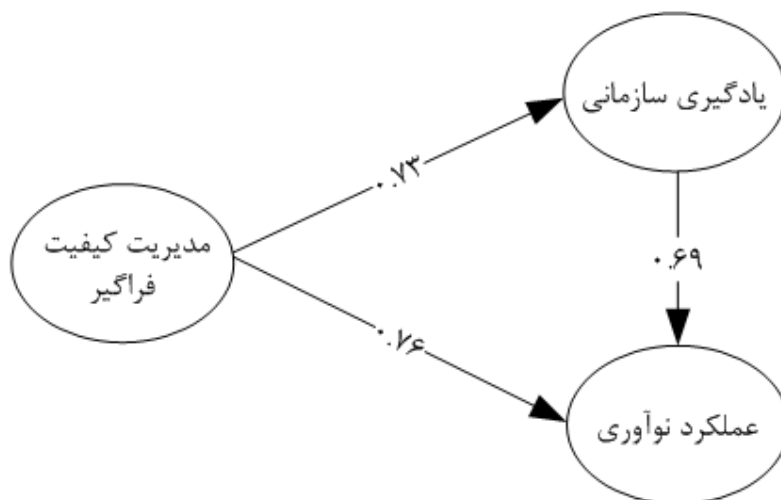 یادگیری سازمانی
۰.۷۳
مدیریت کیفیت
فراگیر
۰.۶۹
۰.۷۶
عملکرد نوآوری